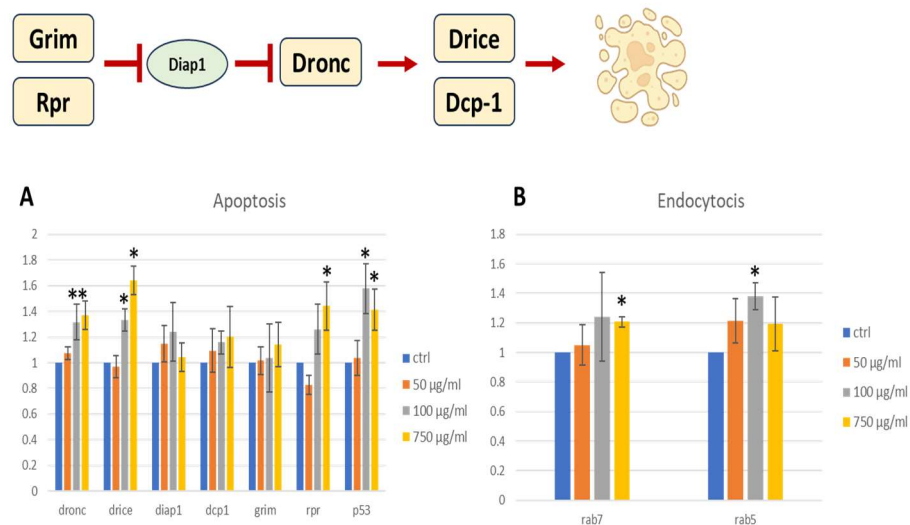 Grim
Rpr
Diap1
Dronc
Drice
Dcp-1
A
Apoptosis
2
1.8
1.6
1.4
1.2
1
0.8
0.6
0.4
0.2
0
* *
*
*
*
*
*
dronc
drice
diap1
dcp1
grim
rpr
p53
ctrl
50 µg/ml
100 µg/ml
750 µg/ml
B
Endocytocis
1.8
1.6
1.4
1.2
1
0.8
0.6
0.4
0.2
0
*
*
rab7
rab5
ctrl
50 µg/ml
100 µg/ml
750 µg/ml